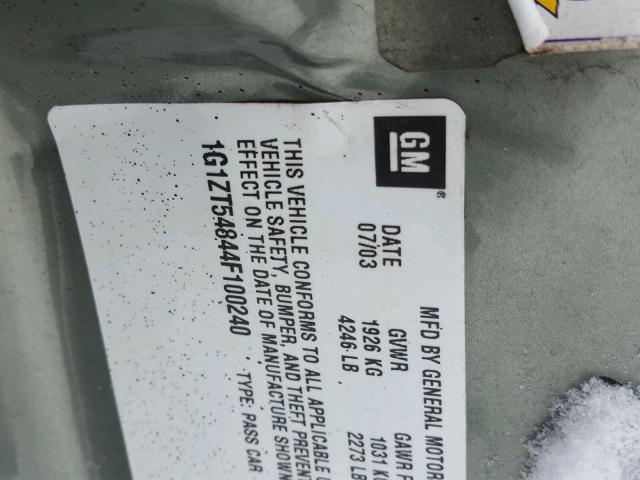 GM
MFD BY GENERAL MOTOR
DATE GVWR GAWR F
07/03 1926 KG 1031 KG
4246 LB 2273 LB
THIS VEHICLE CONFORMS TO ALL APPLICABLE
VEHICLE SAFETY, BUMPER, AND THEFT PREVENT
EFFECT ON THE DATE OF MANUFACTURE SHOWN
1G1ZT54844F100240 TYPE: PASS CAR